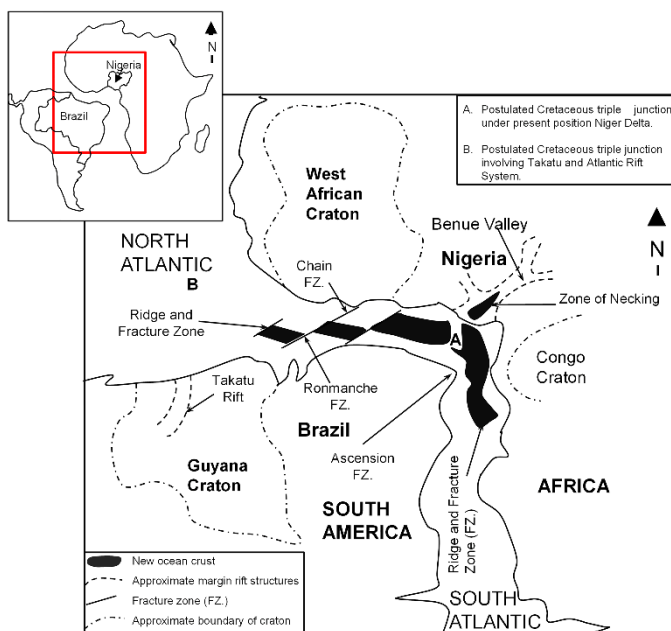 N
Nigeria
Brazil
A. Postulated Cretaceous triple junction
under present position Niger Delta.
B. Postulated Cretaceous triple junction
involving Takatu and Atlantic Rift
System.
West
African
Craton
N
Benue Valley
Nigeria
NORTH
ATLANTIC
B
Chain
FZ.
Zone of Necking
Ridge and
Fracture Zone
A
Congo
Craton
Takatu
Rift
Ronmanche
FZ.
Brazil
Guyana
Craton
Ascension
FZ.
AFRICA
SOUTH
AMERICA
Ridge and Fracture
Zone (FZ.)
New ocean crust
Approximate margin rift structures
Fracture zone (FZ.)
Approximate boundary of craton
SOUTH
ATLANTIC